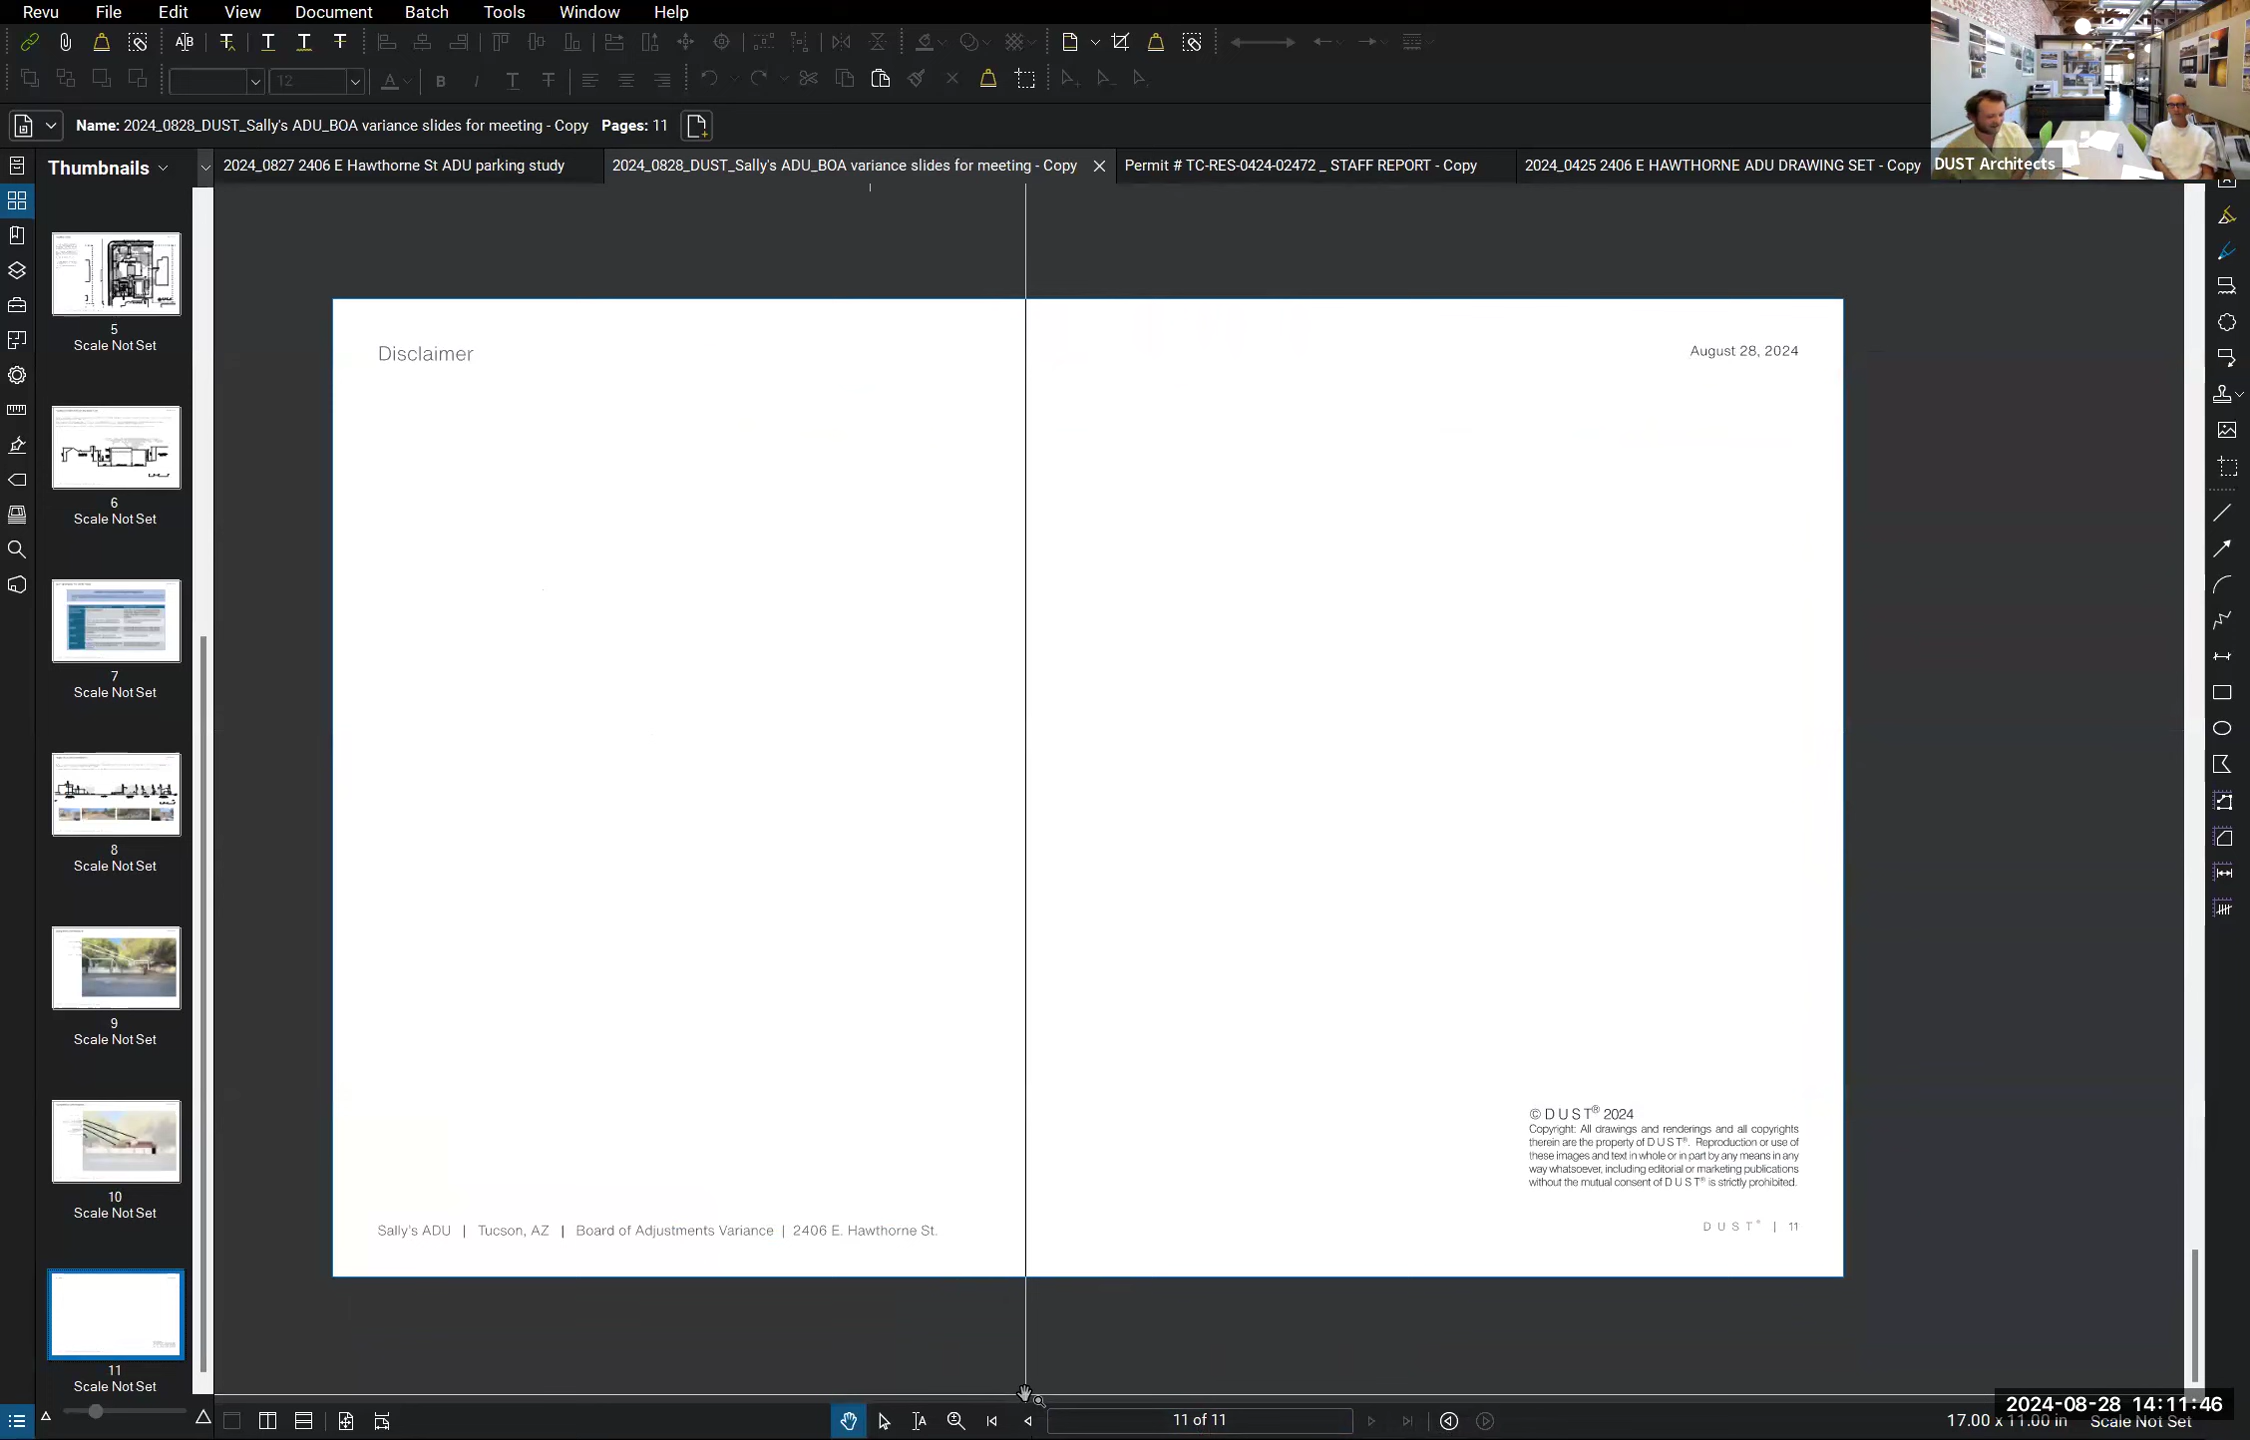 Revu File Edit View Document Batch Tools Window Help
12
Name: 2024_0828_DUST_Sally's ADU_BOA variance slides for meeting - Copy Pages: 11
Thumbnails
2024_0827 2406 E Hawthorne St ADU parking study
2024_0828_DUST_Sally's ADU_BOA variance slides for meeting - Copy
Permit # TC-RES-0424-02472 _ STAFF REPORT - Copy
2024_0425 2406 E HAWTHORNE ADU DRAWING SET - Copy
DUST Architects
5
Scale Not Set
6
Scale Not Set
7
Scale Not Set
8
Scale Not Set
9
Scale Not Set
10
Scale Not Set
11
Scale Not Set
Disclaimer
August 28, 2024
© D U S T® 2024
Copyright: All drawings and renderings and all copyrights
therein are the property of D U S T®. Reproduction or use of
these images and text in whole or in part by any means in any
way whatsoever, including editorial or marketing publications
without the mutual consent of D U S T® is strictly prohibited.
Sally's ADU | Tucson, AZ | Board of Adjustments Variance | 2406 E. Hawthorne St.
D U S T® | 11
11 of 11
2024-08-28 14:11:46
17.00 x 11.00 in Scale Not Set